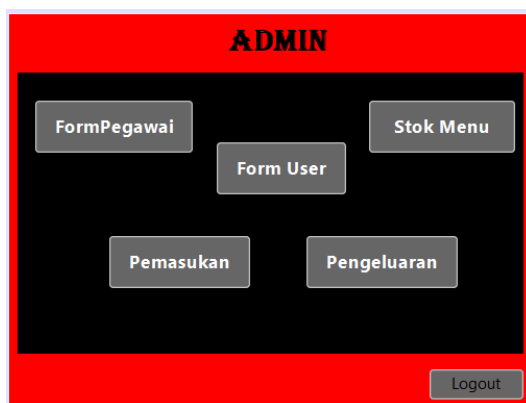 ADMIN
FormPegawai
Stok Menu
Form User
Pemasukan
Pengeluaran
Logout